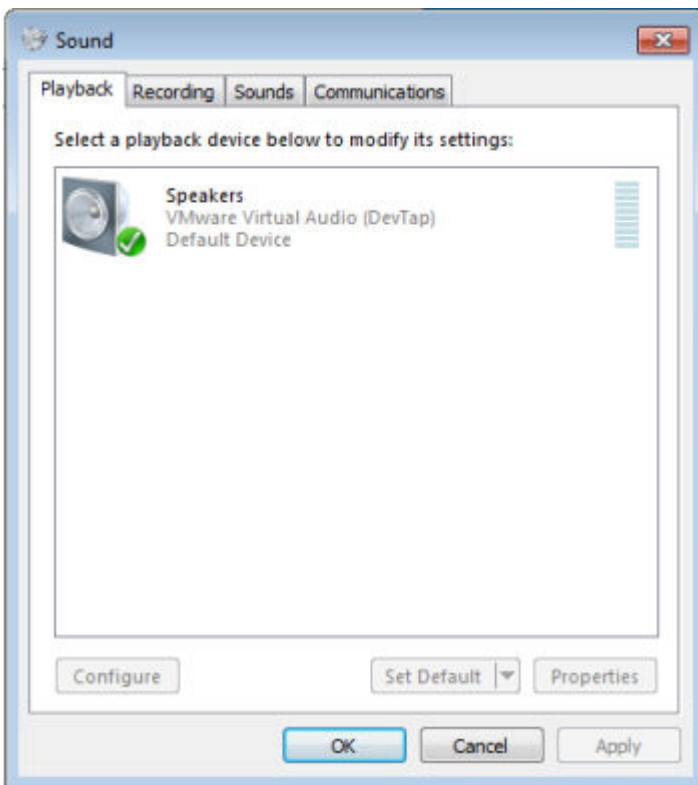 Sound
Playback Recording Sounds Communications
Select a playback device below to modify its settings:
Speakers
VMware Virtual Audio (DevTap)
Default Device
Configure Set Default Properties
OK Cancel Apply